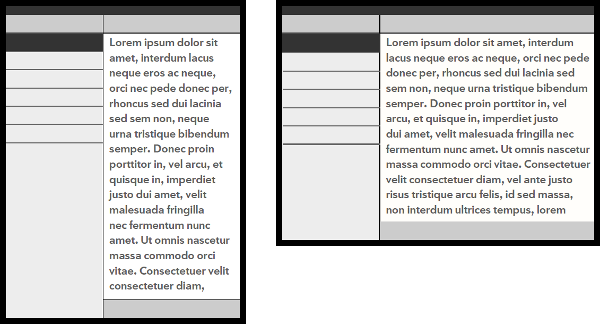 Lorem ipsum dolor sit
amet, interdum lacus
neque eros ac neque,
orci nec pede donec per,
rhoncus sed dui lacinia
sed sem non, neque
urna tristique bibendum
semper. Donec proin
porttitor in, vel arcu, et
quisque in, imperdiet
justo dui amet, velit
malesuada fringilla
nec fermentum nunc
amet. Ut omnis nascetur
massa commodo orci
vitae. Consectetuer velit
consectetuer diam,
Lorem ipsum dolor sit amet, interdum
lacus neque eros ac neque, orci nec pede
donec per, rhoncus sed dui lacinia sed
sem non, neque urna tristique bibendum
semper. Donec proin porttitor in, vel
arcu, et quisque in, imperdiet justo
dui amet, velit malesuada fringilla nec
fermentum nunc amet. Ut omnis nascetur
massa commodo orci vitae. Consectetuer
velit consectetuer diam, vel ante justo
risus tristique arcu felis, id sed massa,
non interdum ultrices tempus, lorem